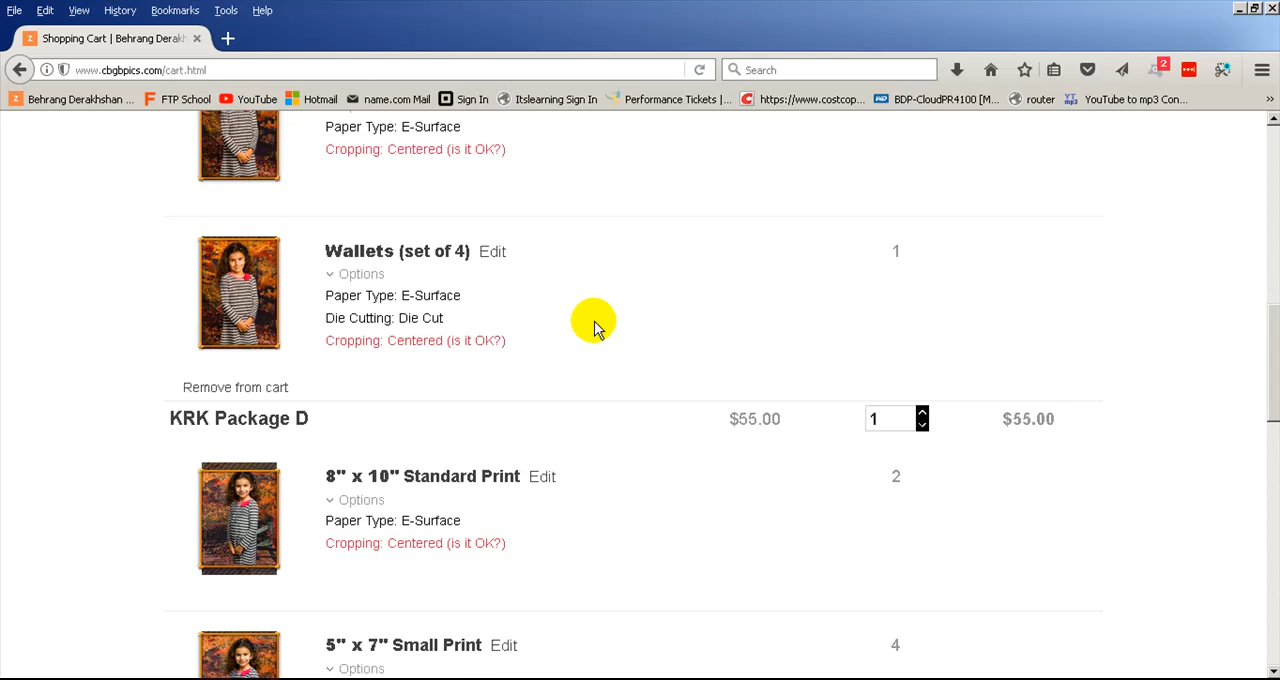 File Edit View History Bookmarks Tools Help
Z Shopping Cart | Behrang Derakh × +
www.cbgbpics.com/cart.html Search 2
Z Behrang Derakhshan ... F FTP School YouTube Hotmail name.com Mail Sign In Itslearning Sign In Performance Tickets |... C https://www.costcop... WD BDP-CloudPR4100 [M... router YT mp3 YouTube to mp3 Con... »
Paper Type: E-Surface
Cropping: Centered (is it OK?)
Wallets (set of 4) Edit 1
Options
Paper Type: E-Surface
Die Cutting: Die Cut
Cropping: Centered (is it OK?)
Remove from cart
KRK Package D $55.00 1 $55.00
8" x 10" Standard Print Edit 2
Options
Paper Type: E-Surface
Cropping: Centered (is it OK?)
5" x 7" Small Print Edit 4
Options